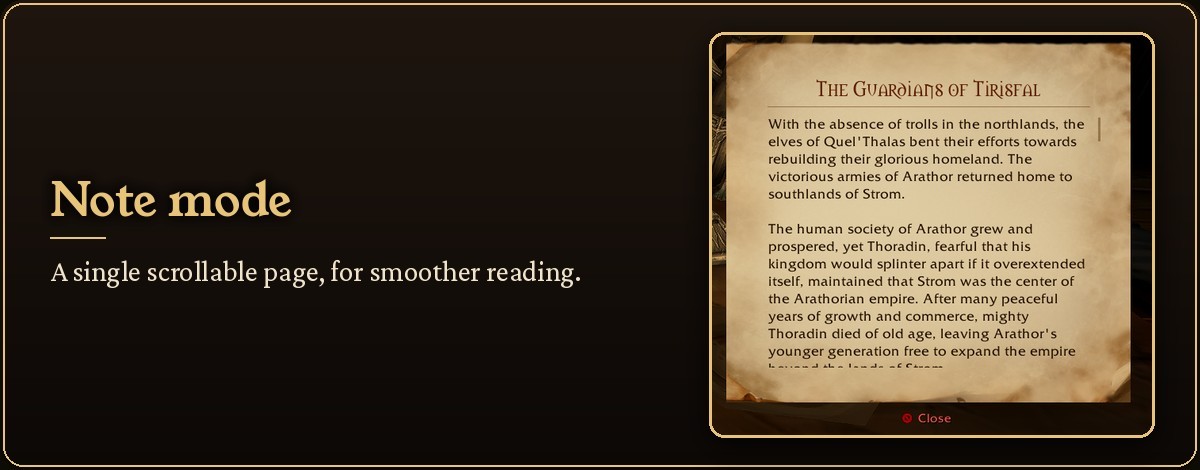 Note mode
A single scrollable page, for smoother reading.
The Guardians of Tirisfal
With the absence of trolls in the northlands, the
elves of Quel'Thalas bent their efforts towards
rebuilding their glorious homeland. The
victorious armies of Arathor returned home to
southlands of Strom.
The human society of Arathor grew and
prospered, yet Thoradin, fearful that his
kingdom would splinter apart if it overextended
itself, maintained that Strom was the center of
the Arathorian empire. After many peaceful
years of growth and commerce, mighty
Thoradin died of old age, leaving Arathor's
younger generation free to expand the empire
beyond the lands of Strom.
Close